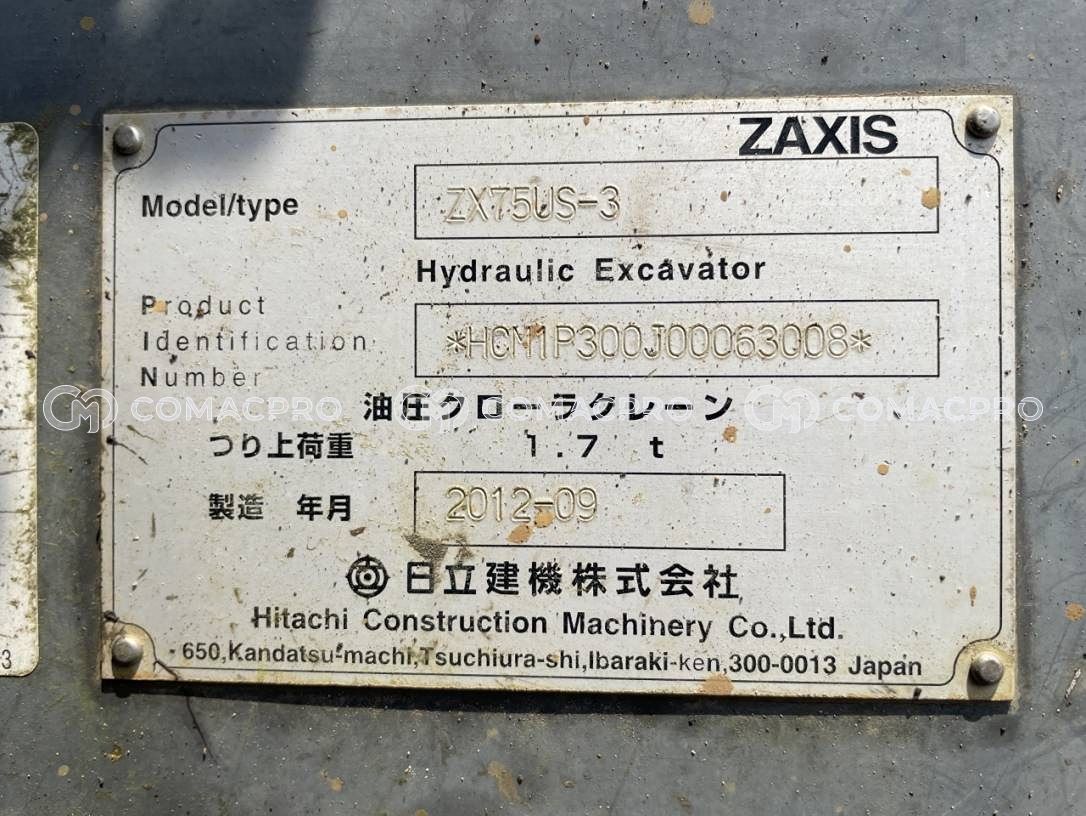 ZAXIS
Model/type ZX75US-3
Hydraulic Excavator
Product
Identification
Number
*HCM1P300J00063008*
COMACPRO COMACPRO COMACPRO
油圧クローラクレーン
つり上荷重 1.7 t
製造 年月 2012-09
日立建機株式会社
Hitachi Construction Machinery Co.,Ltd.
650,Kandatsu-machi,Tsuchiura-shi,Ibaraki-ken,300-0013 Japan
3